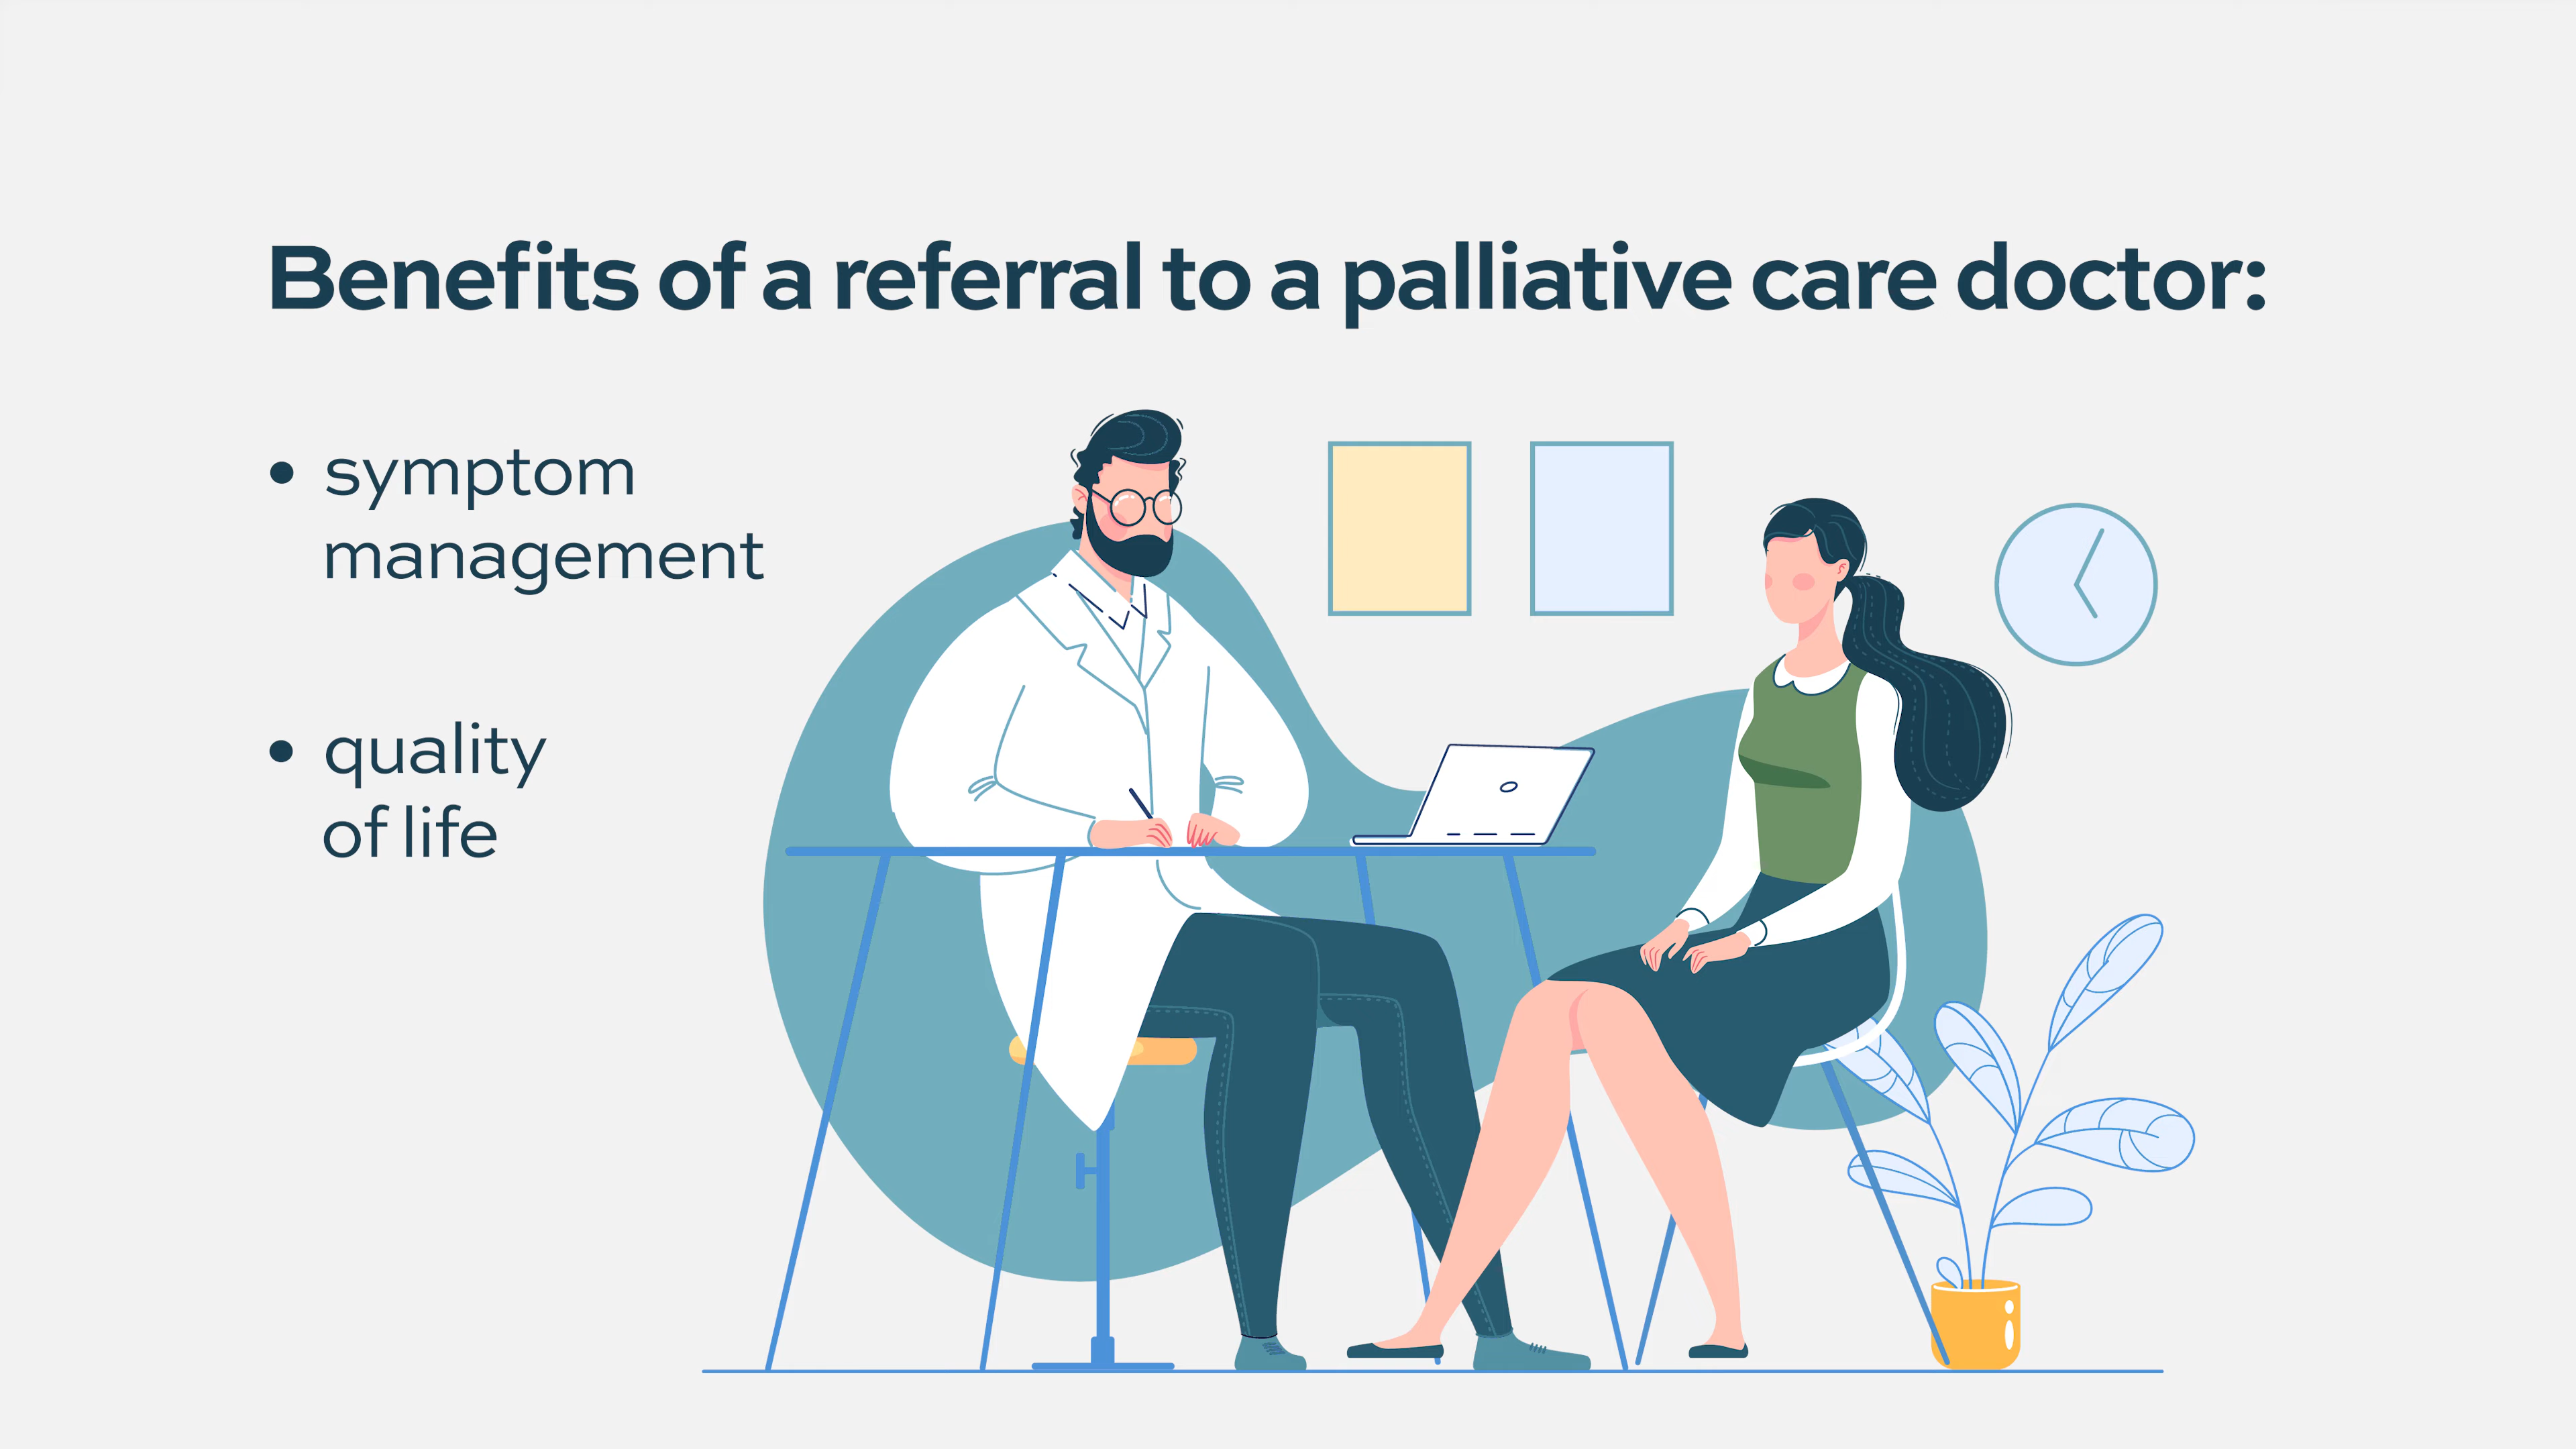 Benefits of a referral to a palliative care doctor:
• symptom
management
• quality
of life